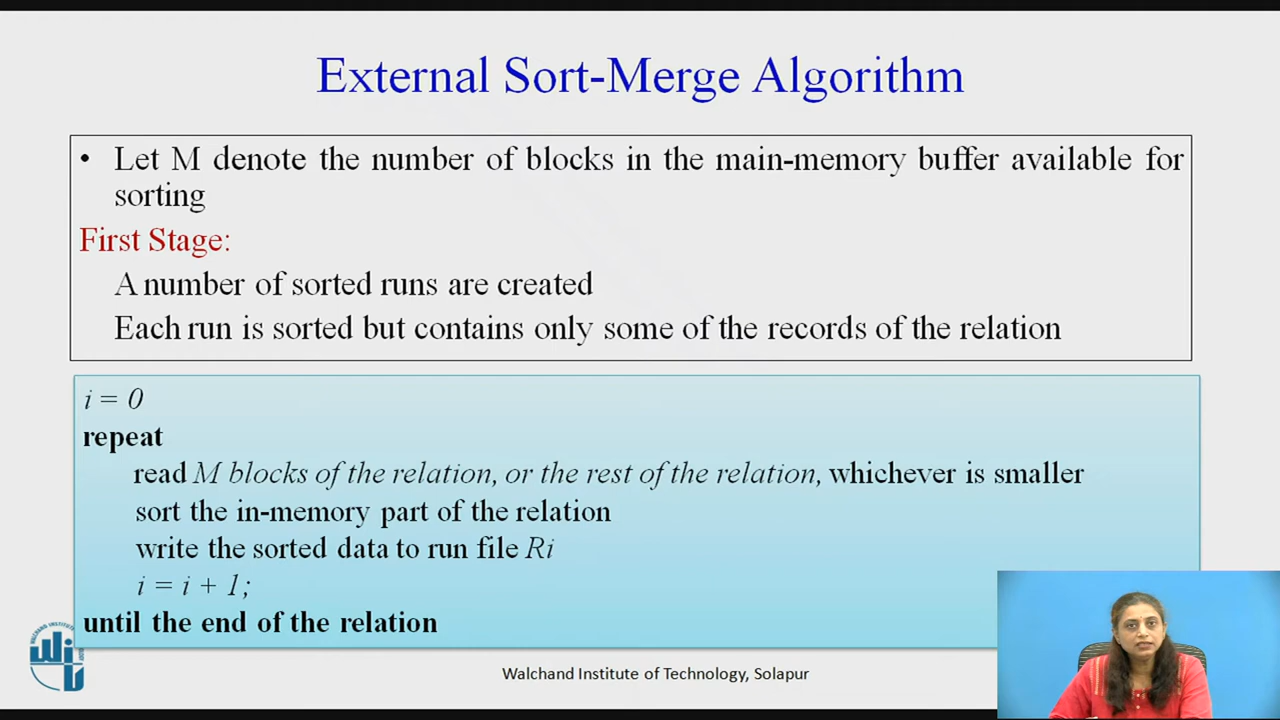 External Sort-Merge Algorithm
• Let M denote the number of blocks in the main-memory buffer available for
sorting
First Stage:
A number of sorted runs are created
Each run is sorted but contains only some of the records of the relation
i = 0
repeat
read M blocks of the relation, or the rest of the relation, whichever is smaller
sort the in-memory part of the relation
write the sorted data to run file Ri
i = i + 1;
until the end of the relation
Walchand Institute of Technology, Solapur